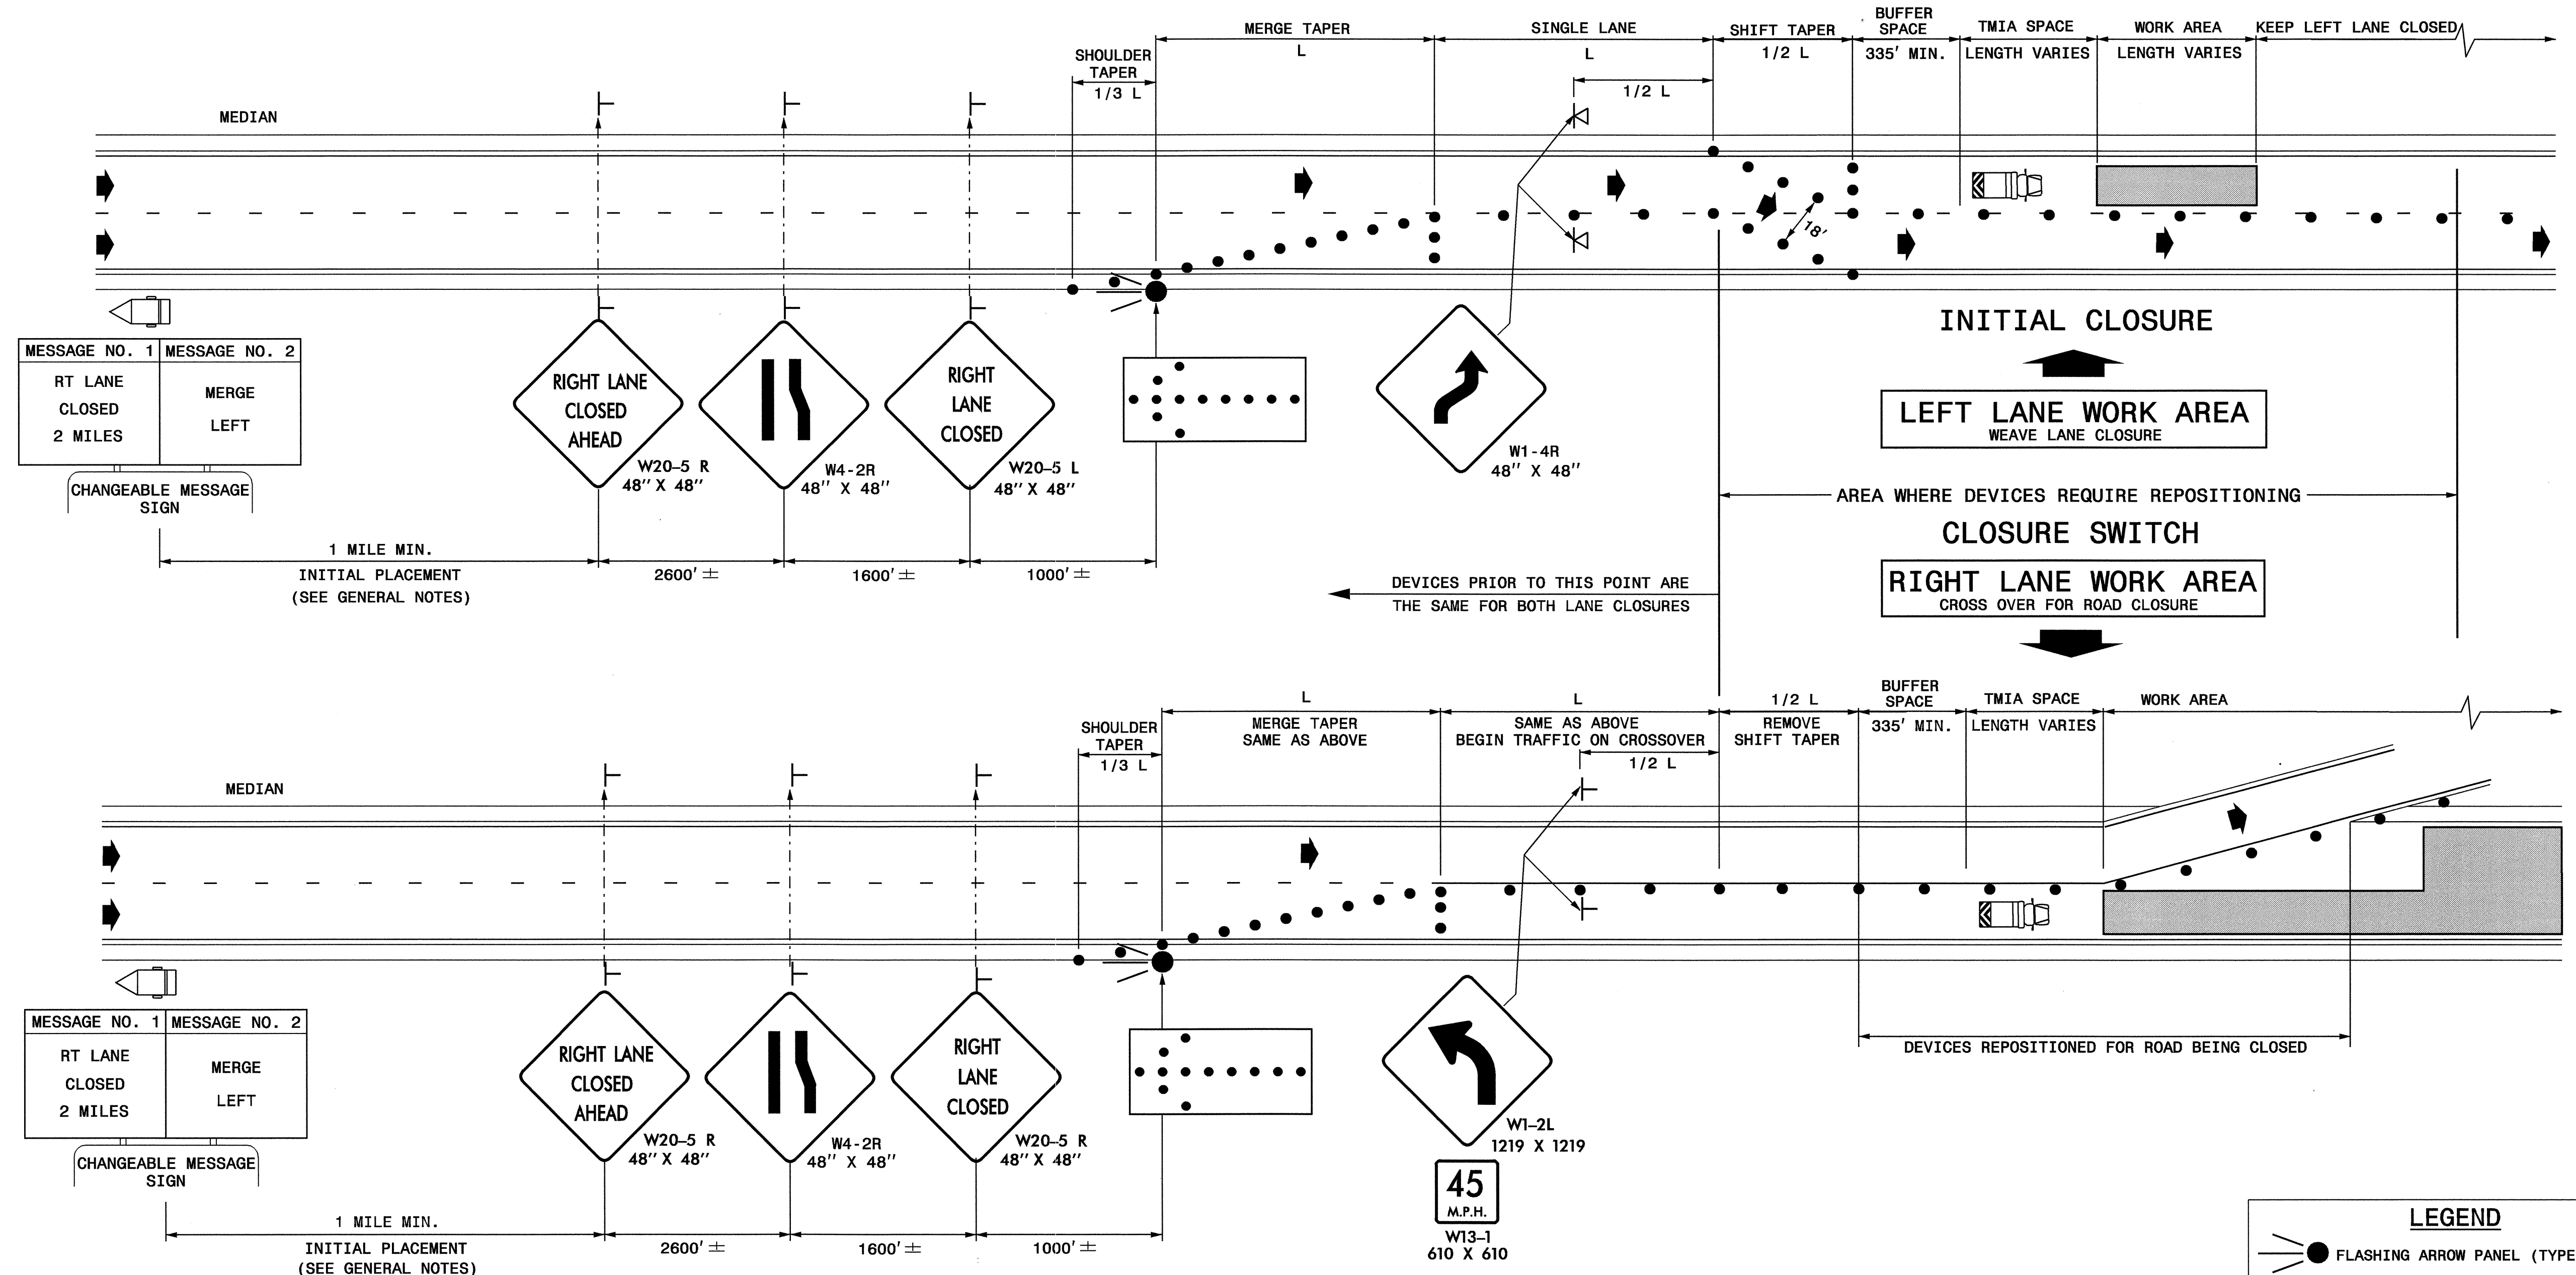 MERGE TAPER
L
SINGLE LANE
L
SHIFT TAPER
1/2 L
BUFFER
SPACE
335' MIN.
TMIA SPACE
LENGTH VARIES
WORK AREA
LENGTH VARIES
KEEP LEFT LANE CLOSED
SHOULDER
TAPER
1/3 L
1/2 L
MEDIAN
18'
MESSAGE NO. 1
MESSAGE NO. 2
RT LANE
CLOSED
2 MILES
MERGE
LEFT
CHANGEABLE MESSAGE
SIGN
RIGHT LANE
CLOSED
AHEAD
W20-5 R
48" X 48"
W4-2R
48" X 48"
RIGHT
LANE
CLOSED
W20-5 L
48" X 48"
W1-4R
48" X 48"
1 MILE MIN.
INITIAL PLACEMENT
(SEE GENERAL NOTES)
2600' ±
1600' ±
1000' ±
INITIAL CLOSURE
LEFT LANE WORK AREA
WEAVE LANE CLOSURE
AREA WHERE DEVICES REQUIRE REPOSITIONING
CLOSURE SWITCH
RIGHT LANE WORK AREA
CROSS OVER FOR ROAD CLOSURE
DEVICES PRIOR TO THIS POINT ARE
THE SAME FOR BOTH LANE CLOSURES
SHOULDER
TAPER
1/3 L
L
MERGE TAPER
SAME AS ABOVE
L
SAME AS ABOVE
BEGIN TRAFFIC ON CROSSOVER
1/2 L
1/2 L
REMOVE
SHIFT TAPER
BUFFER
SPACE
335' MIN.
TMIA SPACE
LENGTH VARIES
WORK AREA
MEDIAN
MESSAGE NO. 1
MESSAGE NO. 2
RT LANE
CLOSED
2 MILES
MERGE
LEFT
CHANGEABLE MESSAGE
SIGN
RIGHT LANE
CLOSED
AHEAD
W20-5 R
48" X 48"
W4-2R
48" X 48"
RIGHT
LANE
CLOSED
W20-5 R
48" X 48"
W1-2L
1219 X 1219
45
M.P.H.
W13-1
610 X 610
DEVICES REPOSITIONED FOR ROAD BEING CLOSED
1 MILE MIN.
INITIAL PLACEMENT
(SEE GENERAL NOTES)
2600' ±
1600' ±
1000' ±
LEGEND
FLASHING ARROW PANEL (TYPE